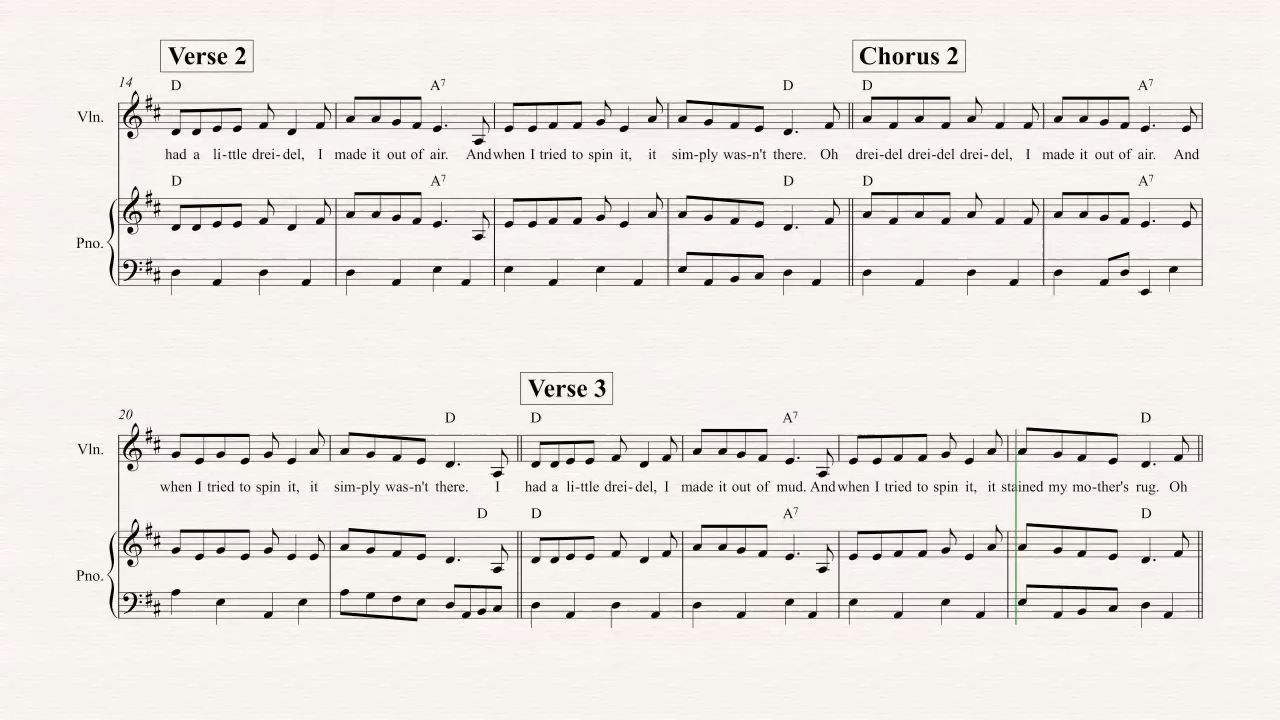 Verse 2 Chorus 2
14 D A7 D D A7
Vln.
had a li-ttle drei-del, I made it out of air. And when I tried to spin it, it sim-ply was-n't there. Oh drei-del drei-del drei-del, I made it out of air. And
D A7 D D A7
Pno.
Verse 3
20 D D A7 D
Vln.
when I tried to spin it, it sim-ply was-n't there. I had a li-ttle drei-del, I made it out of mud. And when I tried to spin it, it stained my mo-ther's rug. Oh
D D A7 D
Pno.